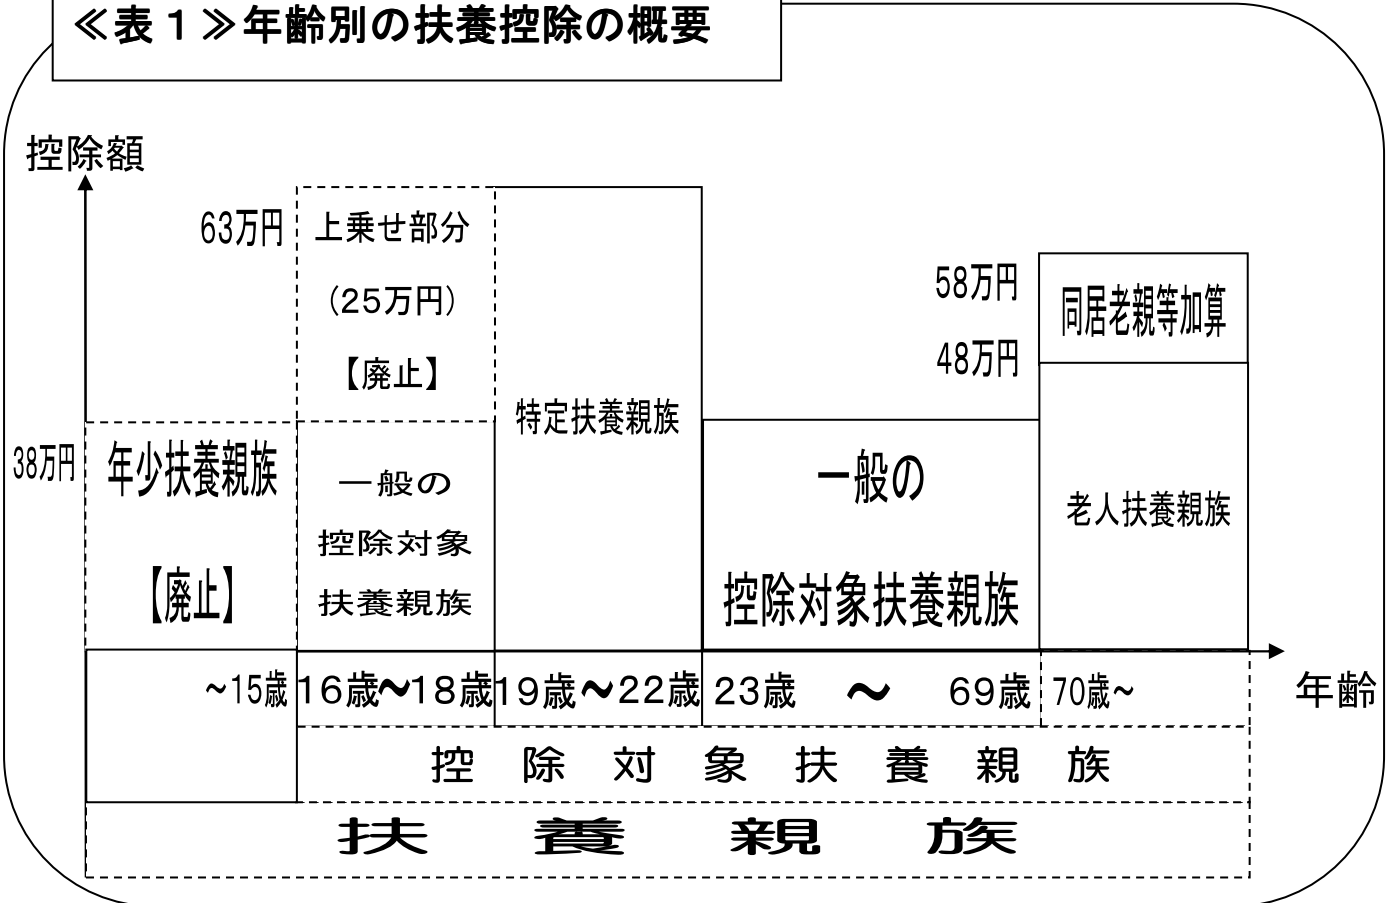 ≪表１≫年齢別の扶養控除の概要
控除額
63万円
上乗せ部分
（25万円）
【廃止】
58万円
48万円
同居老親等加算
38万円
年少扶養親族
【廃止】
一般の
控除対象
扶養親族
特定扶養親族
一般の
控除対象扶養親族
老人扶養親族
～15歳
16歳～18歳
19歳～22歳
23歳　～　69歳
70歳～
年齢
控除対象扶養親族
扶養親族